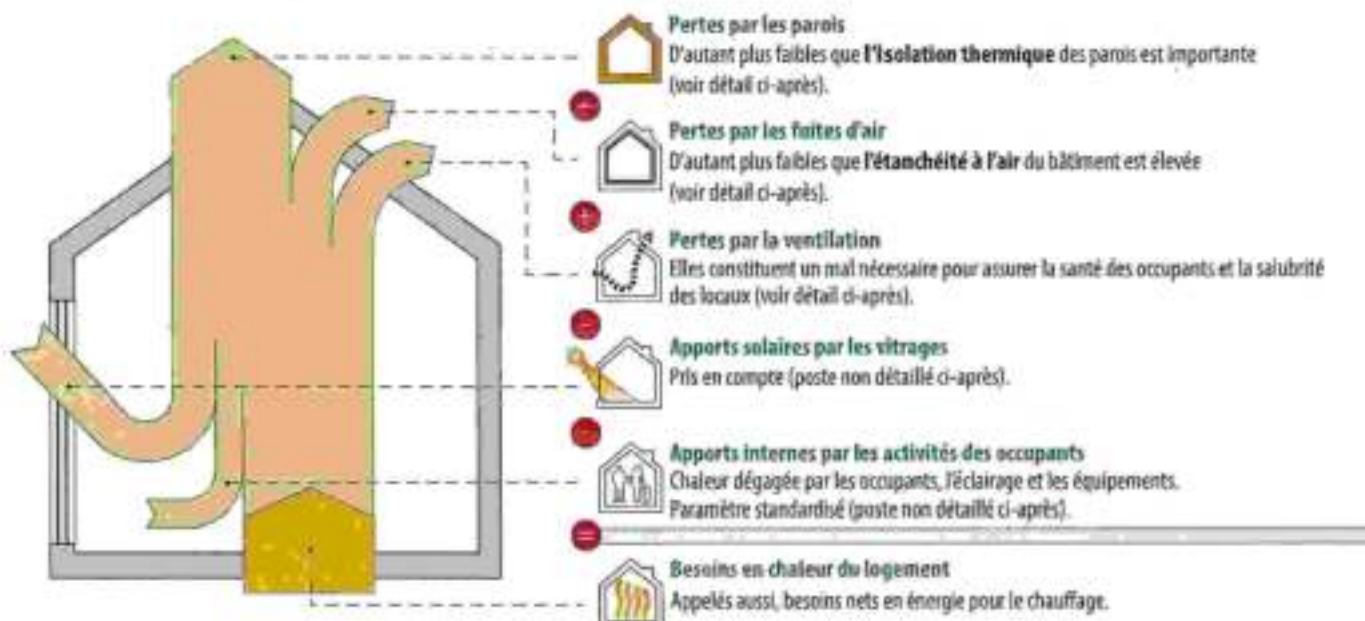 Pertes par les parois
D'autant plus faibles que l'isolation thermique des parois est importante
(voir détail ci-après).
Pertes par les fuites d'air
D'autant plus faibles que l'étanchéité à l'air du bâtiment est élevée
(voir détail ci-après).
+
Pertes par la ventilation
Elles constituent un mal nécessaire pour assurer la santé des occupants et la salubrité
des locaux (voir détail ci-après).
-
Apports solaires par les vitrages
Pris en compte (poste non détaillé ci-après).
-
Apports internes par les activités des occupants
Chaleur dégagée par les occupants, l'éclairage et les équipements.
Paramètre standardisé (poste non détaillé ci-après).
=
Besoins en chaleur du logement
Appelés aussi, besoins nets en énergie pour le chauffage.